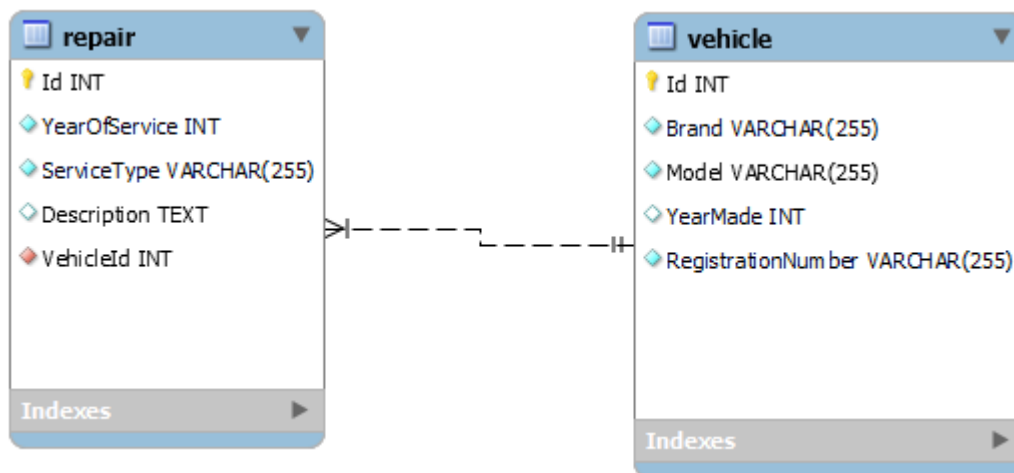 repair
Id INT
YearOfService INT
ServiceType VARCHAR(255)
Description TEXT
VehicleId INT
Indexes
vehicle
Id INT
Brand VARCHAR(255)
Model VARCHAR(255)
YearMade INT
RegistrationNumber VARCHAR(255)
Indexes